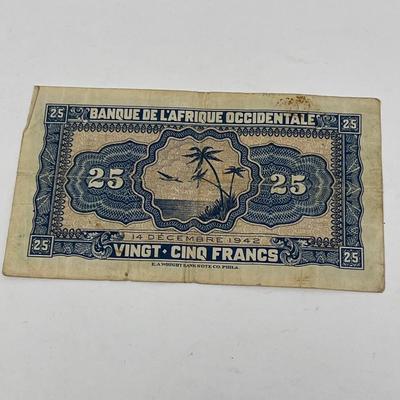 25 BANQUE DE L'AFRIQUE OCCIDENTALE 25
25 25
14 DÉCEMBRE 1942
25 VINGT-CINQ FRANCS 25
E.A.WRIGHT BANK NOTE CO. PHILA.